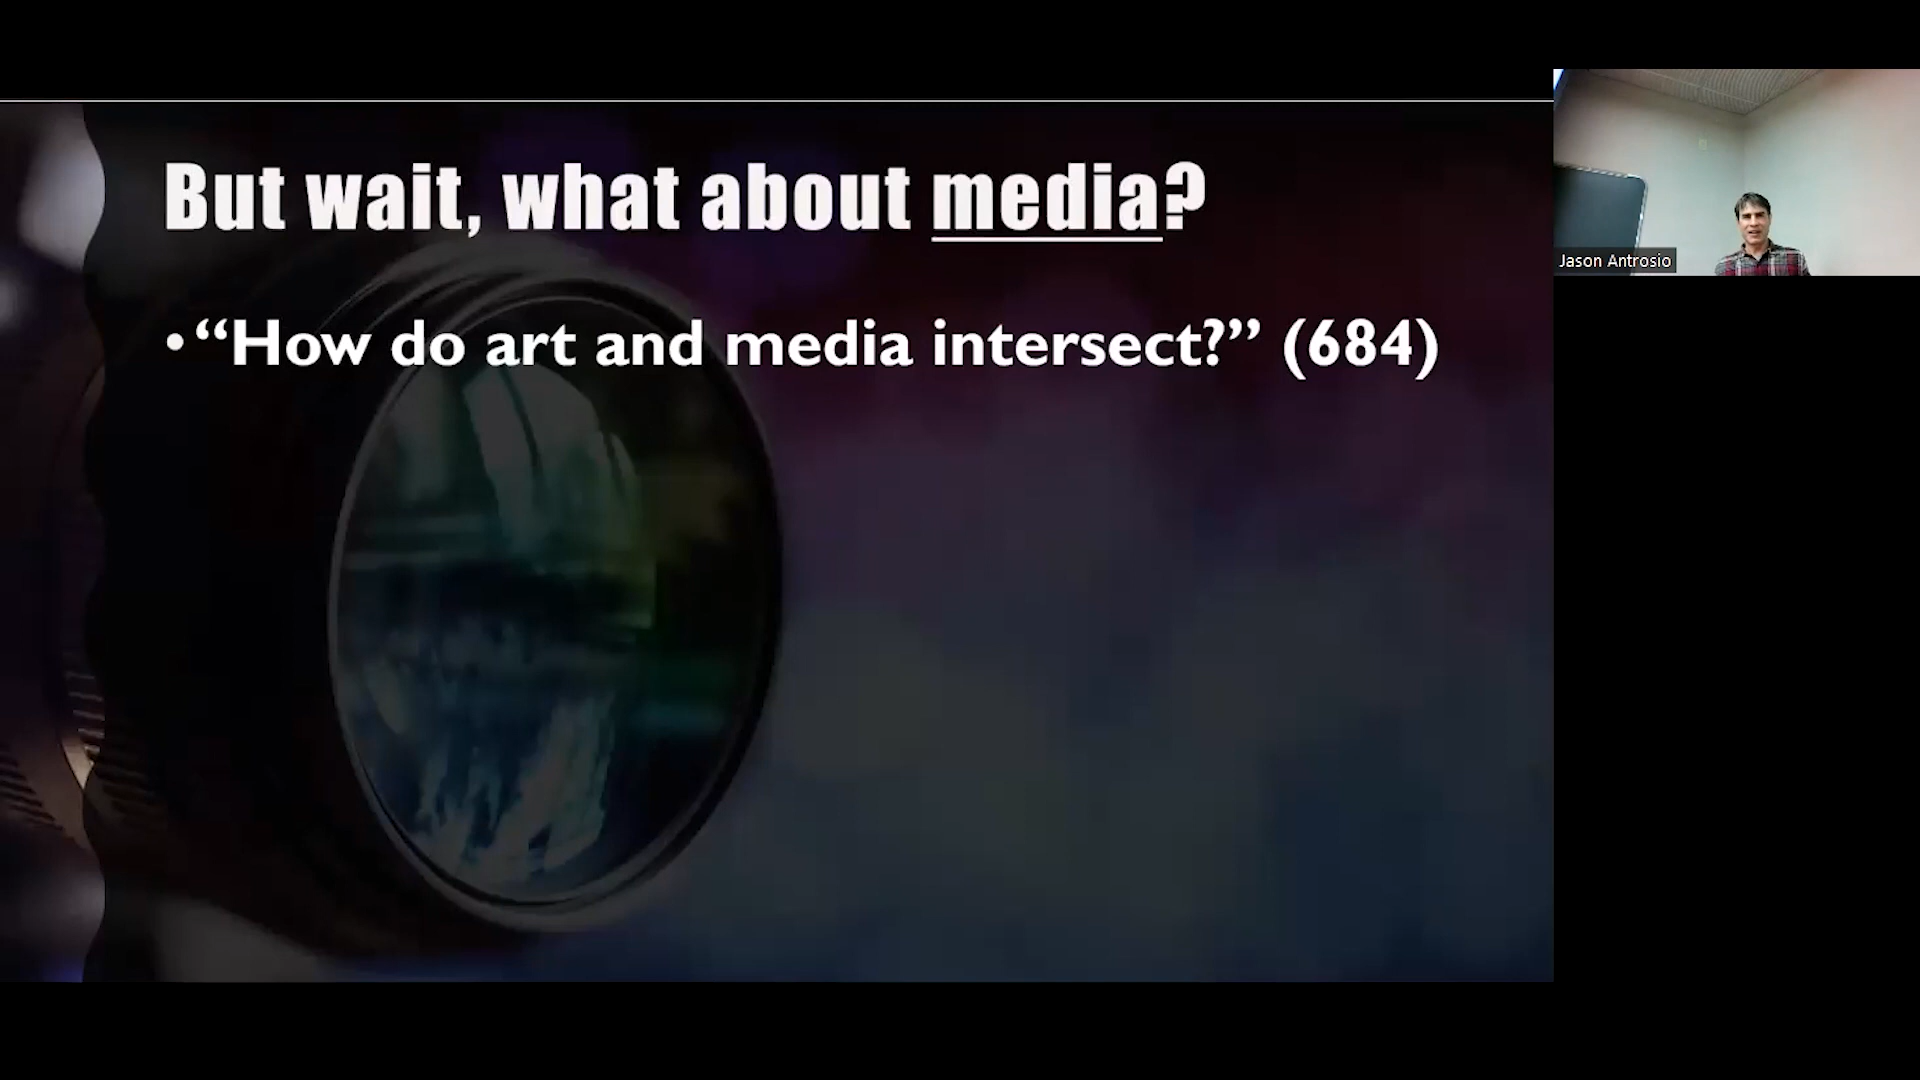 But wait, what about media?
• “How do art and media intersect?” (684)
Jason Antrosio